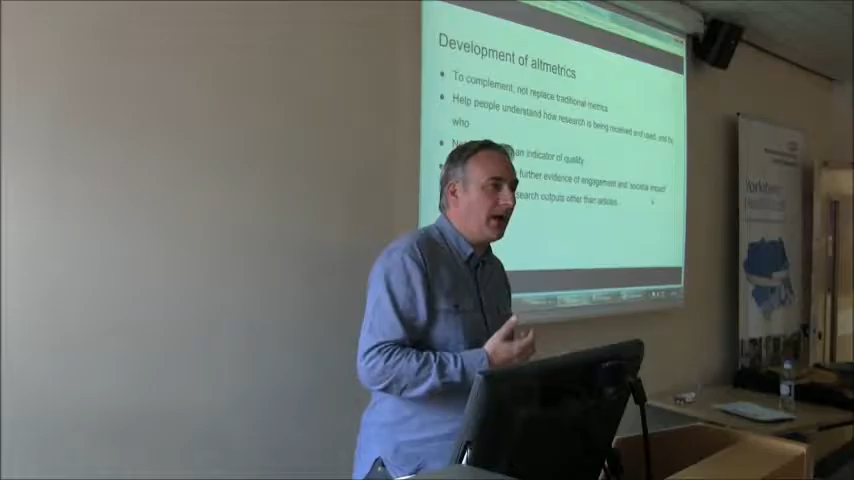 Development of altmetrics
To complement, not replace traditional metrics
Help people understand how research is being received and used, and by
who
an indicator of quality
further evidence of engagement and 'societal impact'
search outputs other than articles
Yorkshire